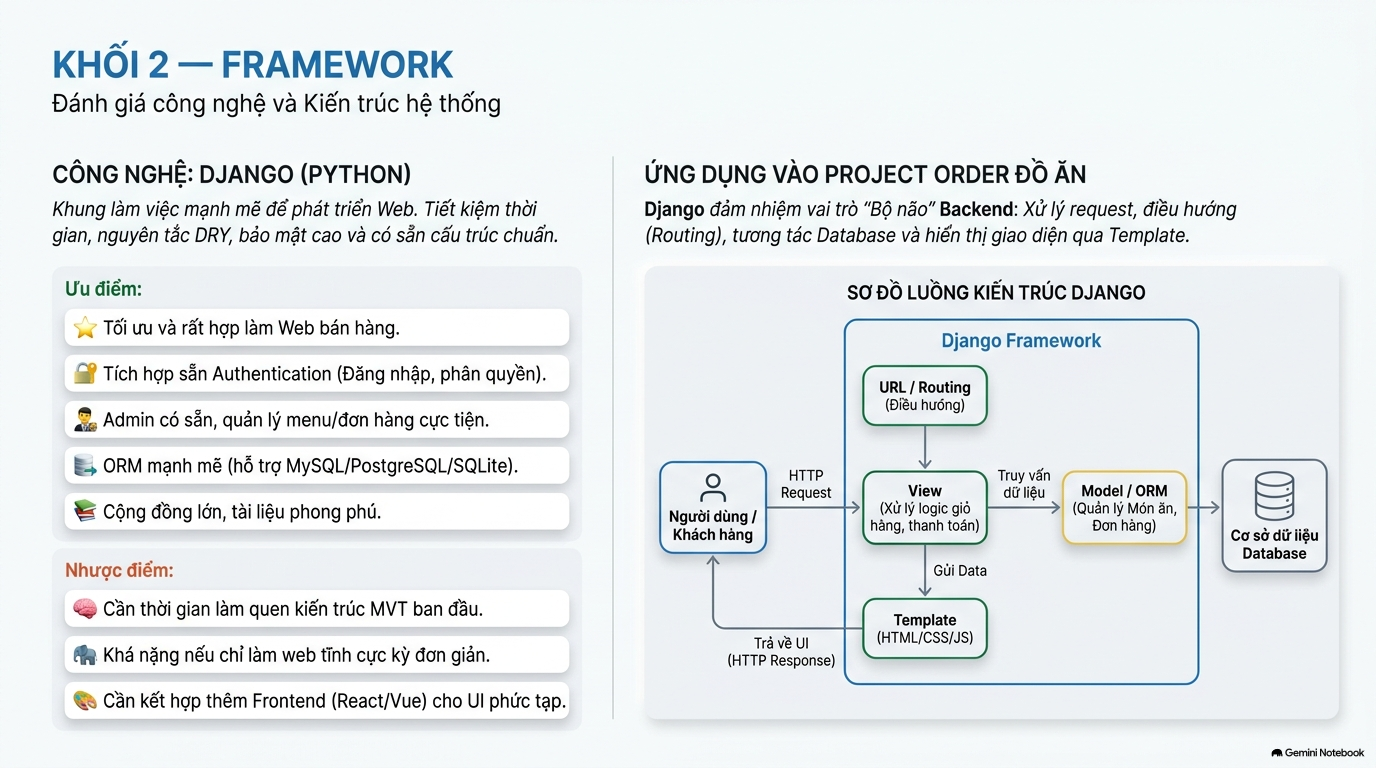 KHỐI 2 — FRAMEWORK
Đánh giá công nghệ và Kiến trúc hệ thống
CÔNG NGHỆ: DJANGO (PYTHON)
Khung làm việc mạnh mẽ để phát triển Web. Tiết kiệm thời
gian, nguyên tắc DRY, bảo mật cao và có sẵn cấu trúc chuẩn.
Ưu điểm:
Tối ưu và rất hợp làm Web bán hàng.
Tích hợp sẵn Authentication (Đăng nhập, phân quyền).
Admin có sẵn, quản lý menu/đơn hàng cực tiện.
ORM mạnh mẽ (hỗ trợ MySQL/PostgreSQL/SQLite).
Cộng đồng lớn, tài liệu phong phú.
Nhược điểm:
Cần thời gian làm quen kiến trúc MVT ban đầu.
Khá nặng nếu chỉ làm web tĩnh cực kỳ đơn giản.
Cần kết hợp thêm Frontend (React/Vue) cho UI phức tạp.
ỨNG DỤNG VÀO PROJECT ORDER ĐỒ ĂN
Django đảm nhiệm vai trò “Bộ não” Backend: Xử lý request, điều hướng
(Routing), tương tác Database và hiển thị giao diện qua Template.
SƠ ĐỒ LUỒNG KIẾN TRÚC DJANGO
Django Framework
URL / Routing
(Điều hướng)
Người dùng /
Khách hàng
HTTP
Request
View
(Xử lý logic giỏ
hàng, thanh toán)
Truy vấn
dữ liệu
Model / ORM
(Quản lý Món ăn,
Đơn hàng)
Cơ sở dữ liệu
Database
Gửi Data
Template
(HTML/CSS/JS)
Trả về UI
(HTTP Response)
Gemini Notebook